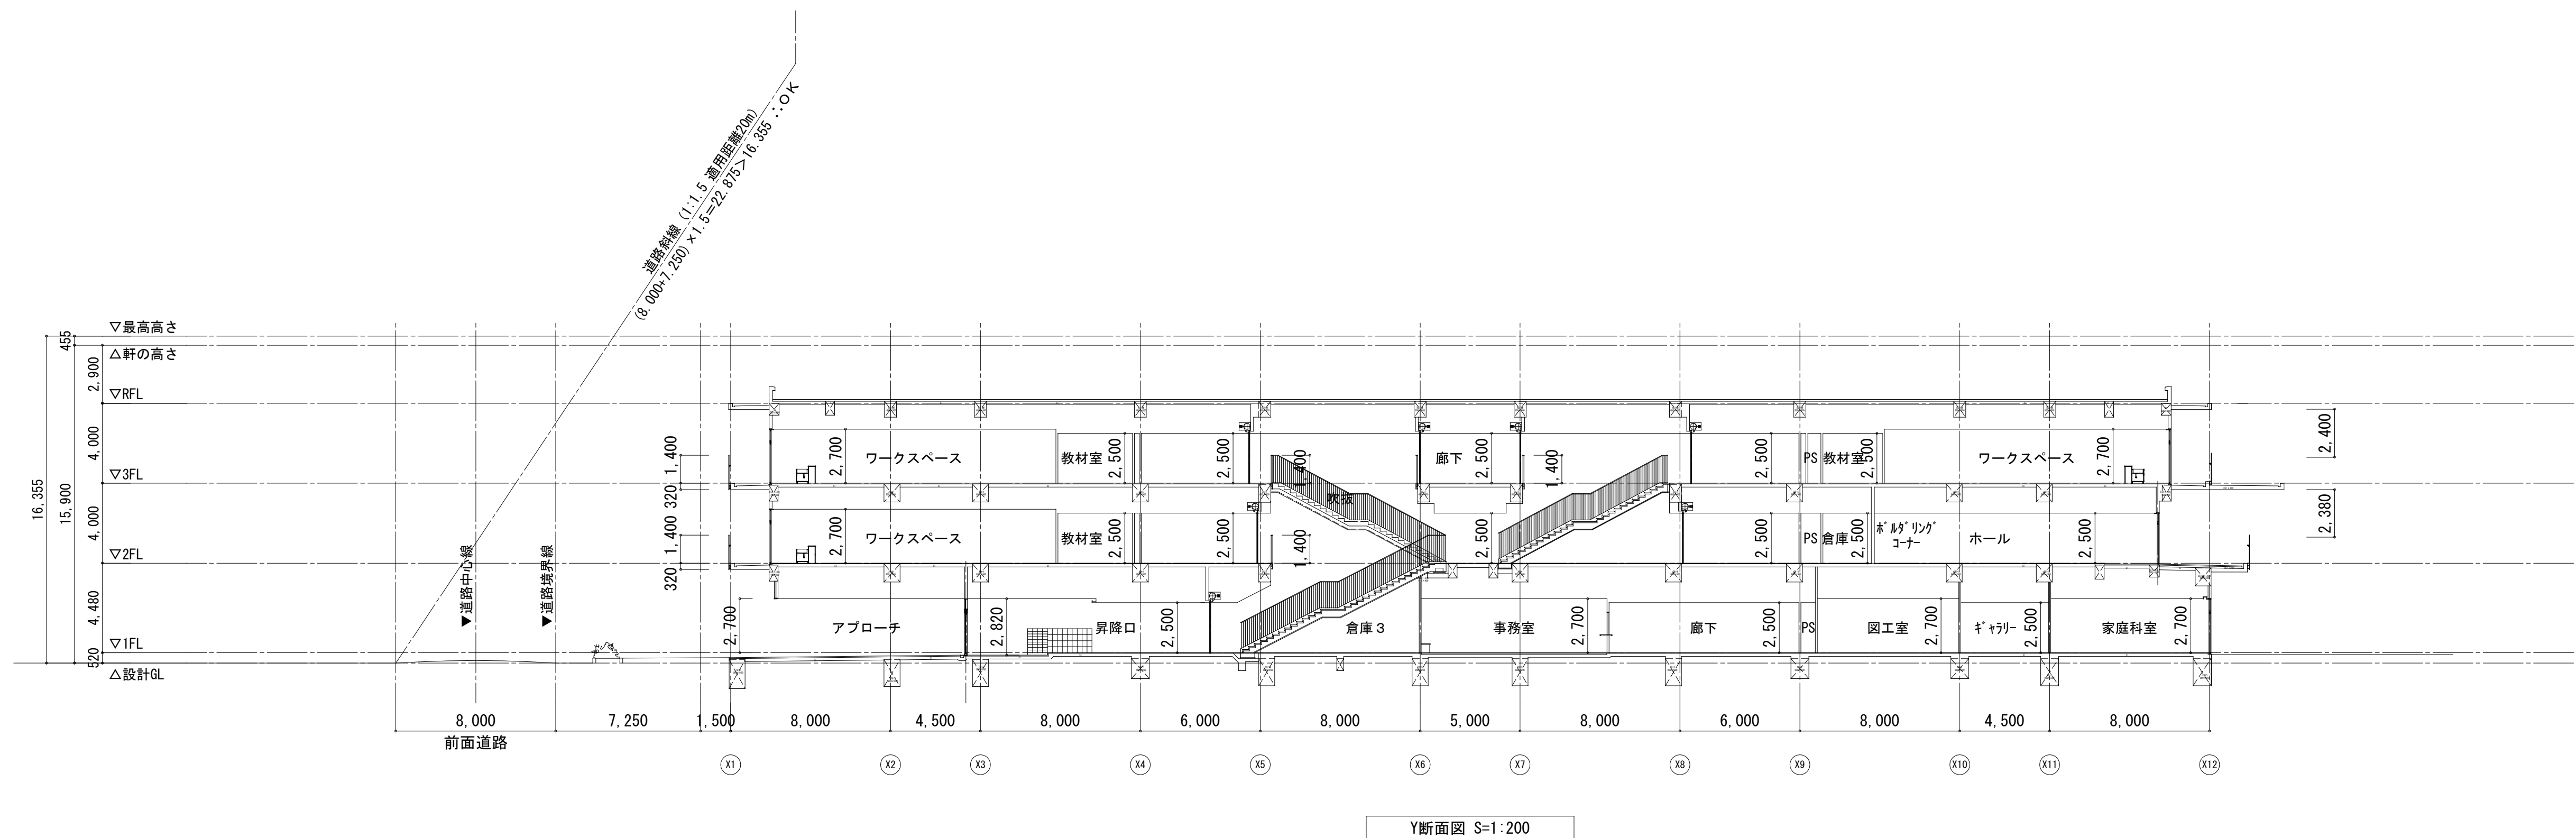 道路斜線 (1:1.5 適用距離20m)
(8.000+7.250)×1.5=22.875>16.355 ∴OK
▽最高高さ
△軒の高さ
▽RFL
▽3FL
▽2FL
▽1FL
△設計GL
16,355
455
15,900
2,900
4,000
4,000
4,480
520
▼道路中心線
▼道路境界線
1,400
320
1,400
320
2,700
ワークスペース
教材室
2,500
2,500
1,400
吹抜
廊下
2,500
1,400
2,500
PS
教材室
2,500
ワークスペース
2,700
2,400
2,700
ワークスペース
教材室
2,500
2,500
1,400
2,500
2,500
PS
倉庫
2,500
ボルダリング
コーナー
ホール
2,500
2,380
2,700
アプローチ
2,820
昇降口
2,500
倉庫3
事務室
2,700
廊下
2,500
PS
図工室
2,700
ギャラリー
2,500
家庭科室
2,700
8,000
7,250
1,500
8,000
4,500
8,000
6,000
8,000
5,000
8,000
6,000
8,000
4,500
8,000
前面道路
X1
X2
X3
X4
X5
X6
X7
X8
X9
X10
X11
X12
Y断面図 S=1:200